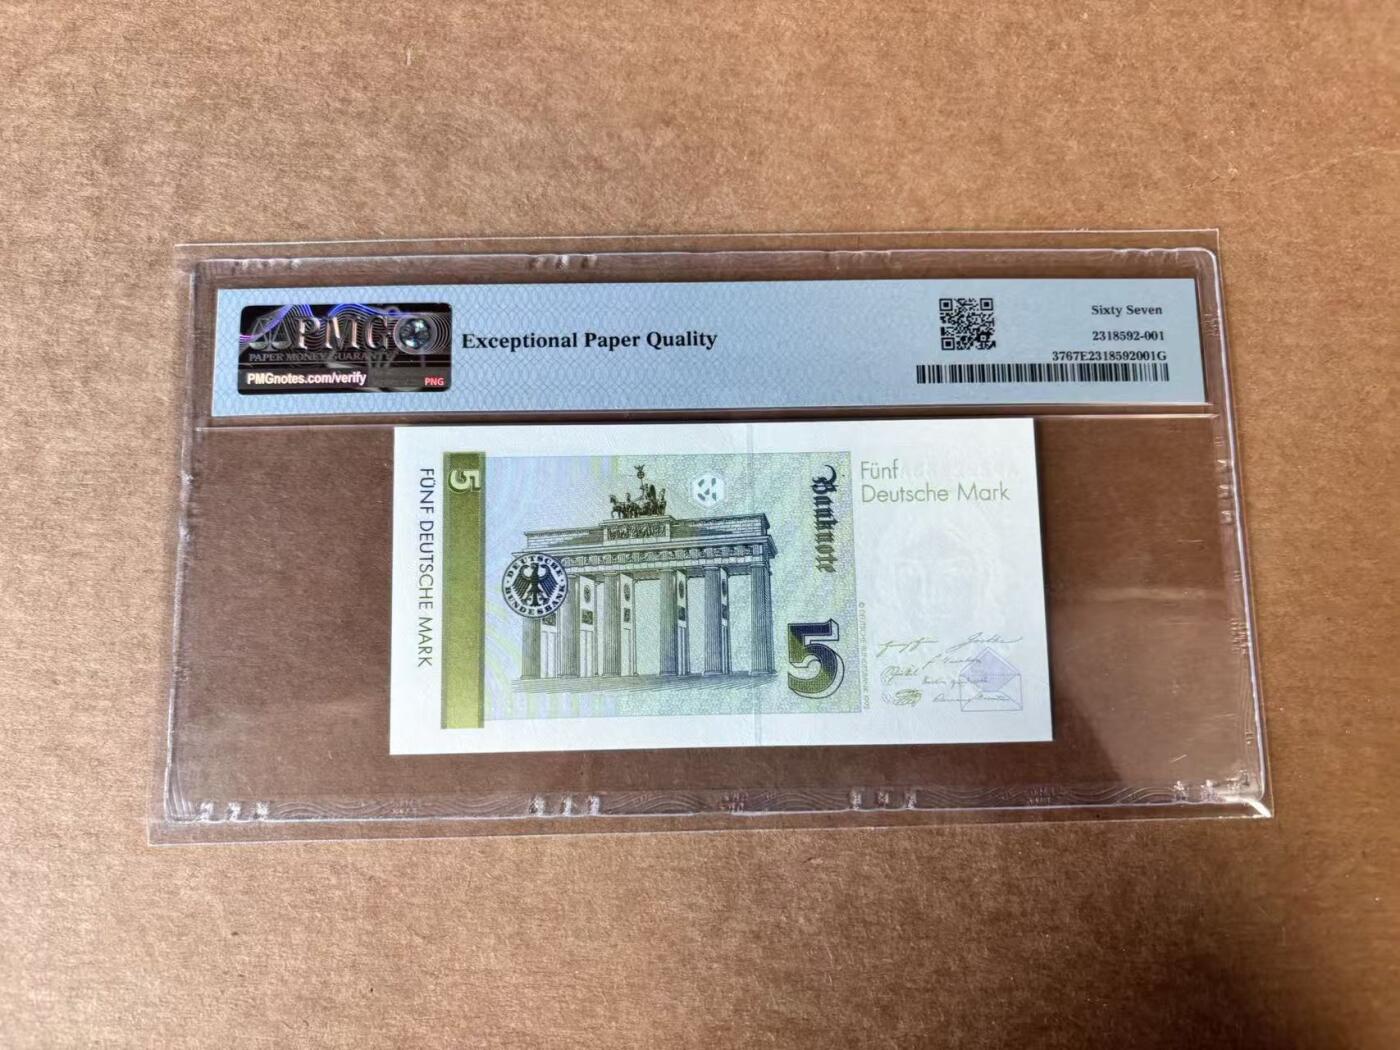 PMG
PAPER MONEY GUARANTY
PMGnotes.com/verify
PNG
Exceptional Paper Quality
Sixty Seven
2318592-001
3767E2318592001G
5
FÜNF DEUTSCHE MARK
DEUTSCHE
BUNDESBANK
Banknote
5
Fünf
Deutsche Mark